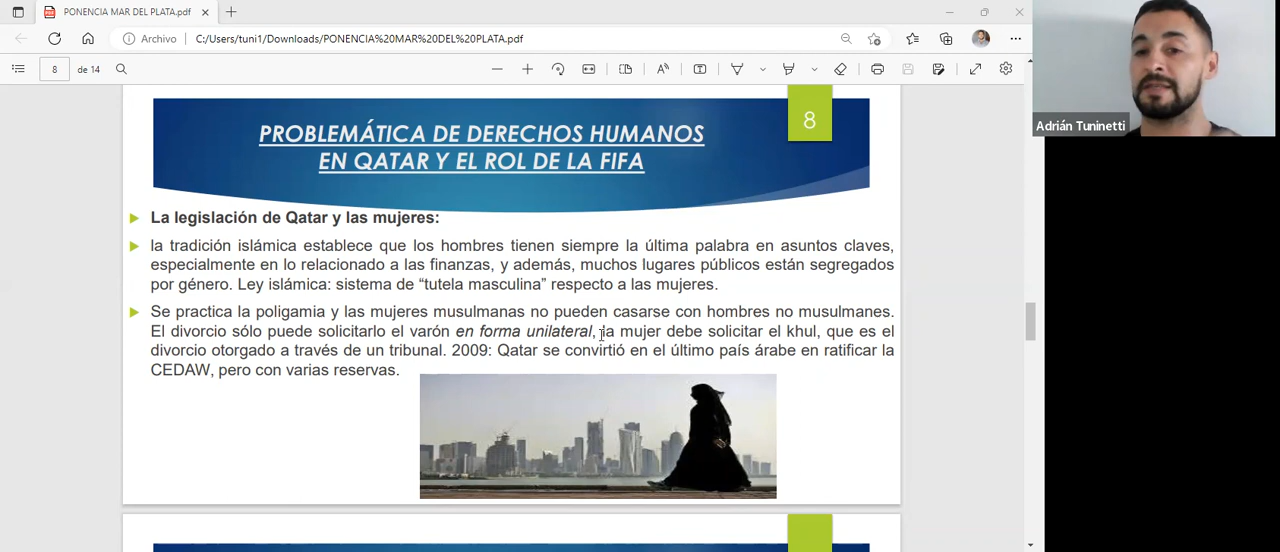 PONENCIA MAR DEL PLATA.pdf
Archivo
C:/Users/tuni1/Downloads/PONENCIA%20MAR%20DEL%20PLATA.pdf
8
de 14
8
PROBLEMÁTICA DE DERECHOS HUMANOS
EN QATAR Y EL ROL DE LA FIFA
La legislación de Qatar y las mujeres:
la tradición islámica establece que los hombres tienen siempre la última palabra en asuntos claves,
especialmente en lo relacionado a las finanzas, y además, muchos lugares públicos están segregados
por género. Ley islámica: sistema de “tutela masculina” respecto a las mujeres.
Se practica la poligamia y las mujeres musulmanas no pueden casarse con hombres no musulmanes.
El divorcio sólo puede solicitarlo el varón en forma unilateral, la mujer debe solicitar el khul, que es el
divorcio otorgado a través de un tribunal. 2009: Qatar se convirtió en el último país árabe en ratificar la
CEDAW, pero con varias reservas.
Adrián Tuninetti